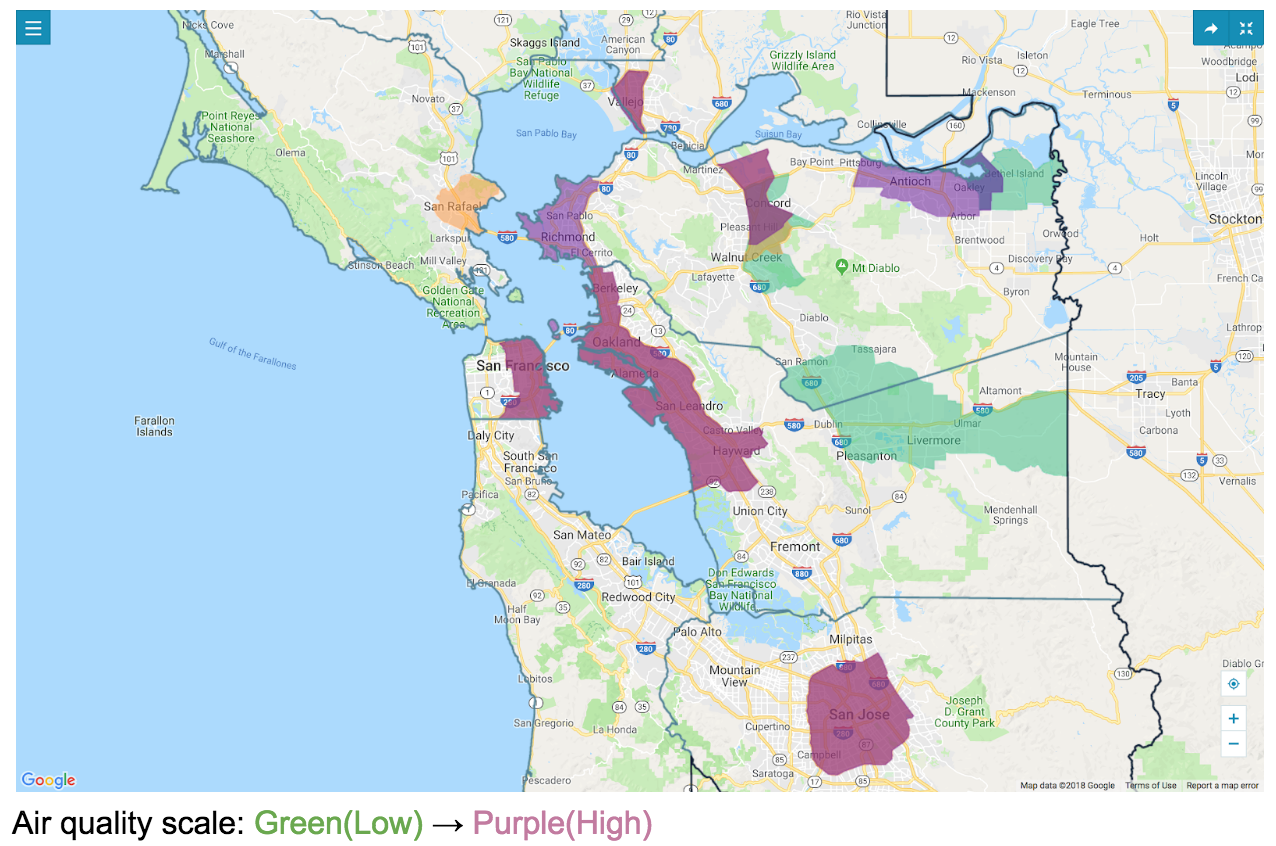 Nicks Cove
Marshall
Point Reyes
National
Seashore
Olema
Novato
San Rafael
Larkspu
Mill Valley
Stinson Beach
Golden Gate
National
Recreation
Area
Skaggs Island
American
Canyon
San Pablo
Bay National
Wildlife
Refuge
Vallejo
San Pablo Bay
Benicia
Martinez
Grizzly Island
Wildlife Area
Suisun Bay
Rio Vista
Junction
Eagle Tree
Rio Vista
Isleton
Woodbridge
Lodi
Mackenson
Terminous
Collinsville
Bay Point
Pittsburg
Antioch
Oakley
Bethel Island
Arbor
Brentwood
Orwood
Discovery Bay
Byron
Holt
Lincoln
Village
Stockton
French Ca
Lathrop
Concord
Pleasant Hill
Walnut Creek
Lafayette
Mt Diablo
Diablo
San Pablo
Richmond
El Cerrito
Berkeley
Oakland
Alameda
San Leandro
Castro Valley
Hayward
San Francisco
Gulf of the Farallones
Farallon
Islands
Daly City
South San
Francisco
San Bruno
Pacifica
San Ramon
Tassajara
Dublin
Pleasanton
Livermore
Ulmar
Altamont
Mountain
House
Banta
Tracy
Lyoth
Carbona
Vernalis
Union City
Sunol
Mendenhall
Springs
Fremont
San Mateo
Bair Island
Redwood City
El Granada
Half
Moon Bay
Don Edwards
San Francisco
Bay National
Wildlife
Palo Alto
Milpitas
Mountain
View
Cupertino
San Jose
Campbell
Saratoga
Joseph
D. Grant
County Park
Diablo Gr
Lobitos
San Gregorio
La Honda
Pescadero
Google
Map data ©2018 Google
Terms of Use
Report a map error
Air quality scale: Green(Low) → Purple(High)